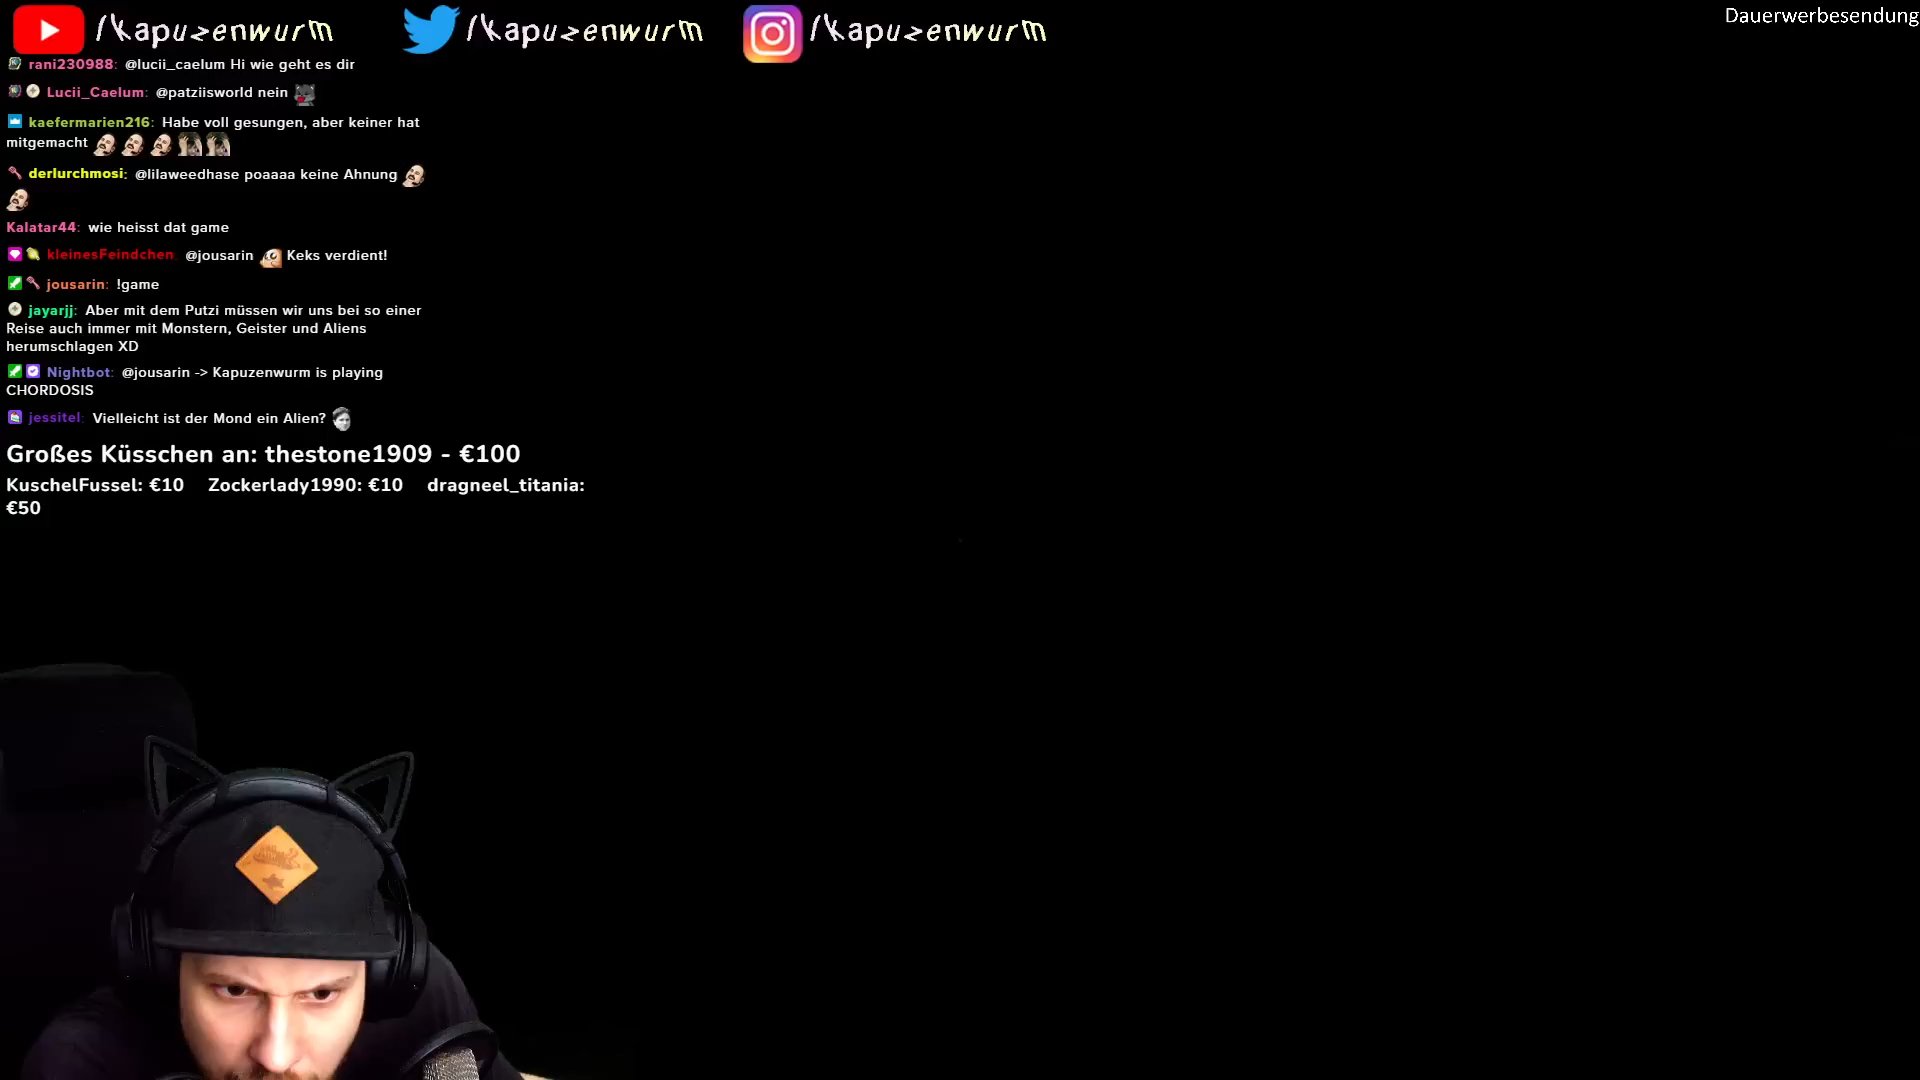 /kapuzenwurm /kapuzenwurm /kapuzenwurm Dauerwerbesendung
rani230988: @lucii_caelum Hi wie geht es dir
Lucii_Caelum: @patziisworld nein
kaefermarien216: Habe voll gesungen, aber keiner hat
mitgemacht
derlurchmosi: @lilaweedhase poaaaa keine Ahnung
Kalatar44: wie heisst dat game
kleinesFeindchen: @jousarin Keks verdient!
jousarin: !game
jayarjj: Aber mit dem Putzi müssen wir uns bei so einer
Reise auch immer mit Monstern, Geister und Aliens
herumschlagen XD
Nightbot: @jousarin -> Kapuzenwurm is playing
CHORDOSIS
jessitel: Vielleicht ist der Mond ein Alien?
Großes Küsschen an: thestone1909 - €100
KuschelFussel: €10 Zockerlady1990: €10 dragneel_titania:
€50